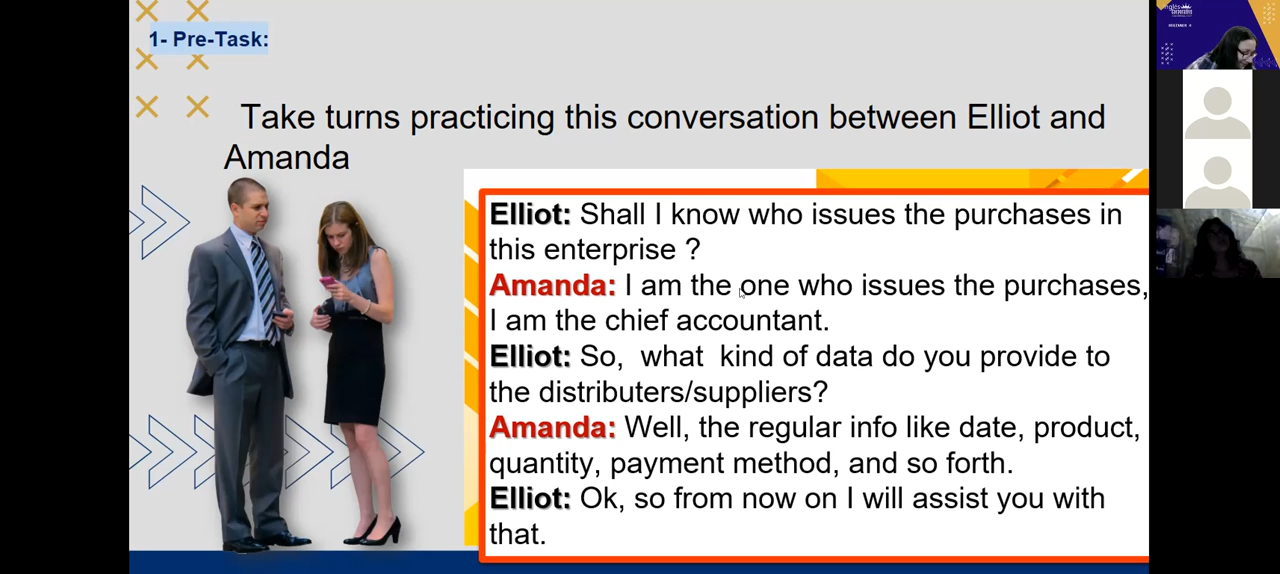 1- Pre-Task:
Take turns practicing this conversation between Elliot and
Amanda
Elliot: Shall I know who issues the purchases in
this enterprise ?
Amanda: I am the one who issues the purchases,
I am the chief accountant.
Elliot: So, what kind of data do you provide to
the distributers/suppliers?
Amanda: Well, the regular info like date, product,
quantity, payment method, and so forth.
Elliot: Ok, so from now on I will assist you with
that.